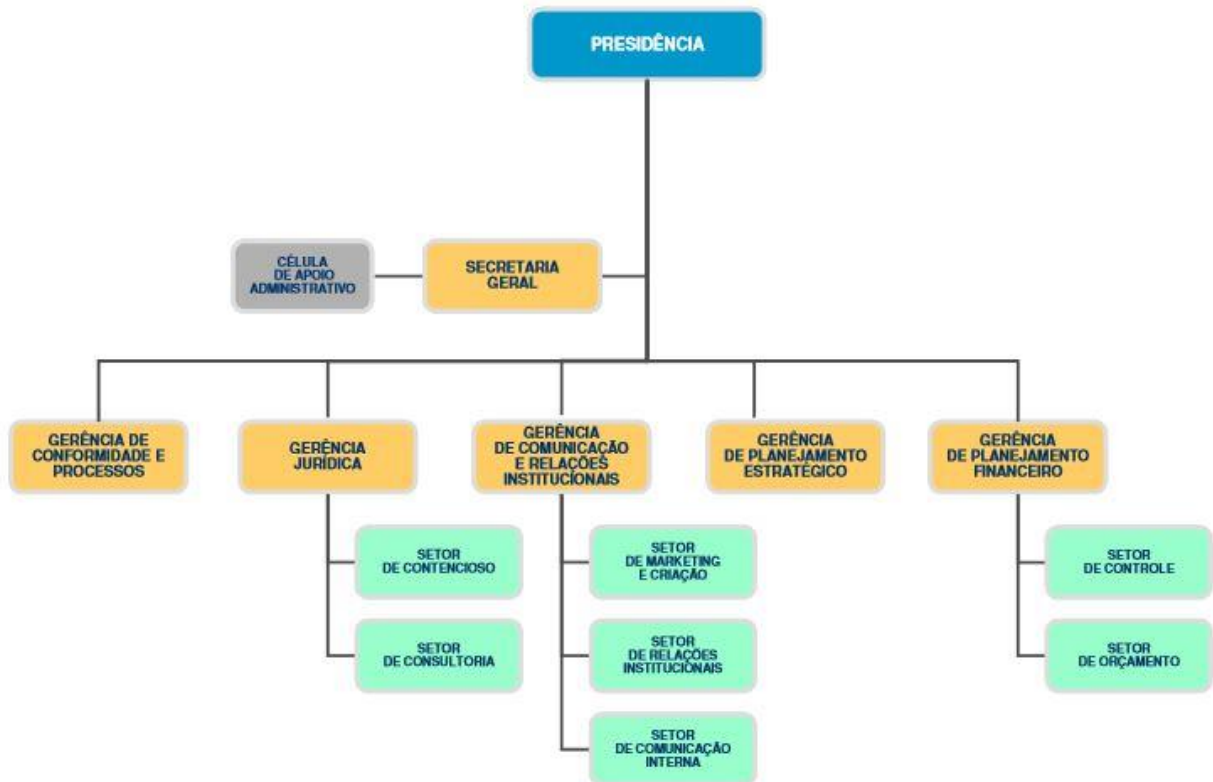 PRESIDÊNCIA
CÉLULA
DE APOIO
ADMINISTRATIVO
SECRETARIA
GERAL
GERÊNCIA DE
CONFORMIDADE E
PROCESSOS
GERÊNCIA
JURÍDICA
GERÊNCIA
DE COMUNICAÇÃO
E RELAÇÕES
INSTITUCIONAIS
GERÊNCIA
DE PLANEJAMENTO
ESTRATÉGICO
GERÊNCIA
DE PLANEJAMENTO
FINANCEIRO
SETOR
DE CONTENCIOSO
SETOR
DE MARKETING
E CRIAÇÃO
SETOR
DE CONTROLE
SETOR
DE CONSULTORIA
SETOR
DE RELAÇÕES
INSTITUCIONAIS
SETOR
DE ORÇAMENTO
SETOR
DE COMUNICAÇÃO
INTERNA